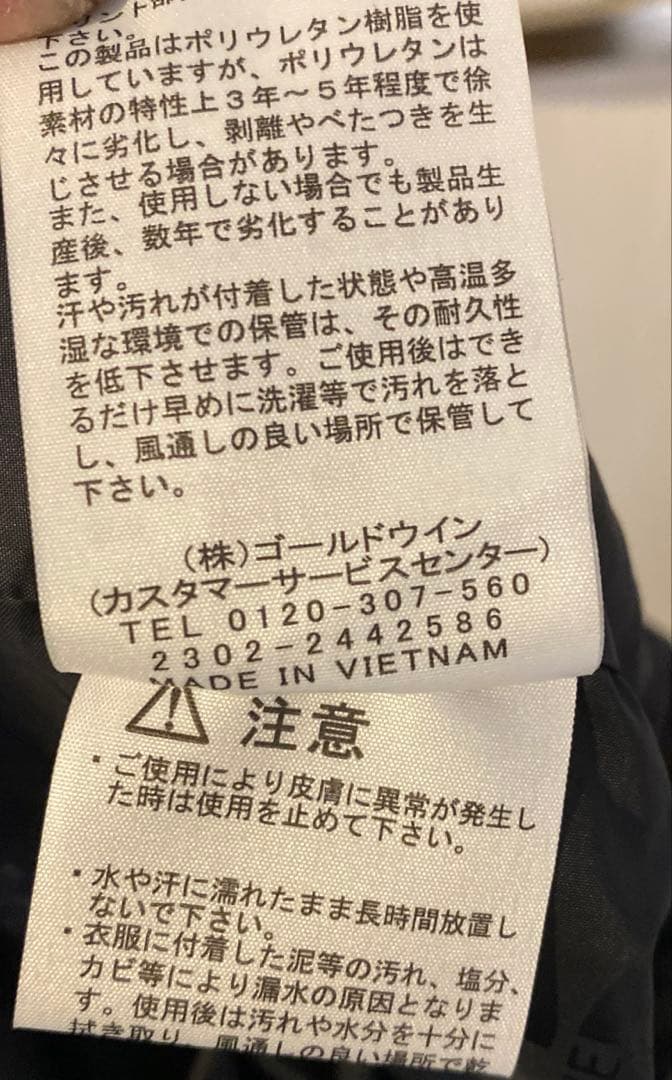 下さい。
この製品はポリウレタン樹脂を使
用していますが、ポリウレタンは
素材の特性上3年～5年程度で徐
々に劣化し、剥離やべたつきを生
じさせる場合があります。
また、使用しない場合でも製品生
産後、数年で劣化することがあり
ます。
汗や汚れが付着した状態や高温多
湿な環境での保管は、その耐久性
を低下させます。ご使用後はでき
るだけ早めに洗濯等で汚れを落と
し、風通しの良い場所で保管して
下さい。
(株)ゴールドウイン
(カスタマーサービスセンター)
TEL 0120-307-560
2302-2442586
MADE IN VIETNAM
注意
・ご使用により皮膚に異常が発生し
た時は使用を止めて下さい。
・水や汗に濡れたまま長時間放置し
ないで下さい。
・衣服に付着した泥等の汚れ、塩分、
カビ等により漏水の原因となりま
す。使用後は汚れや水分を十分に
拭き取り、風通しの良い場所で乾